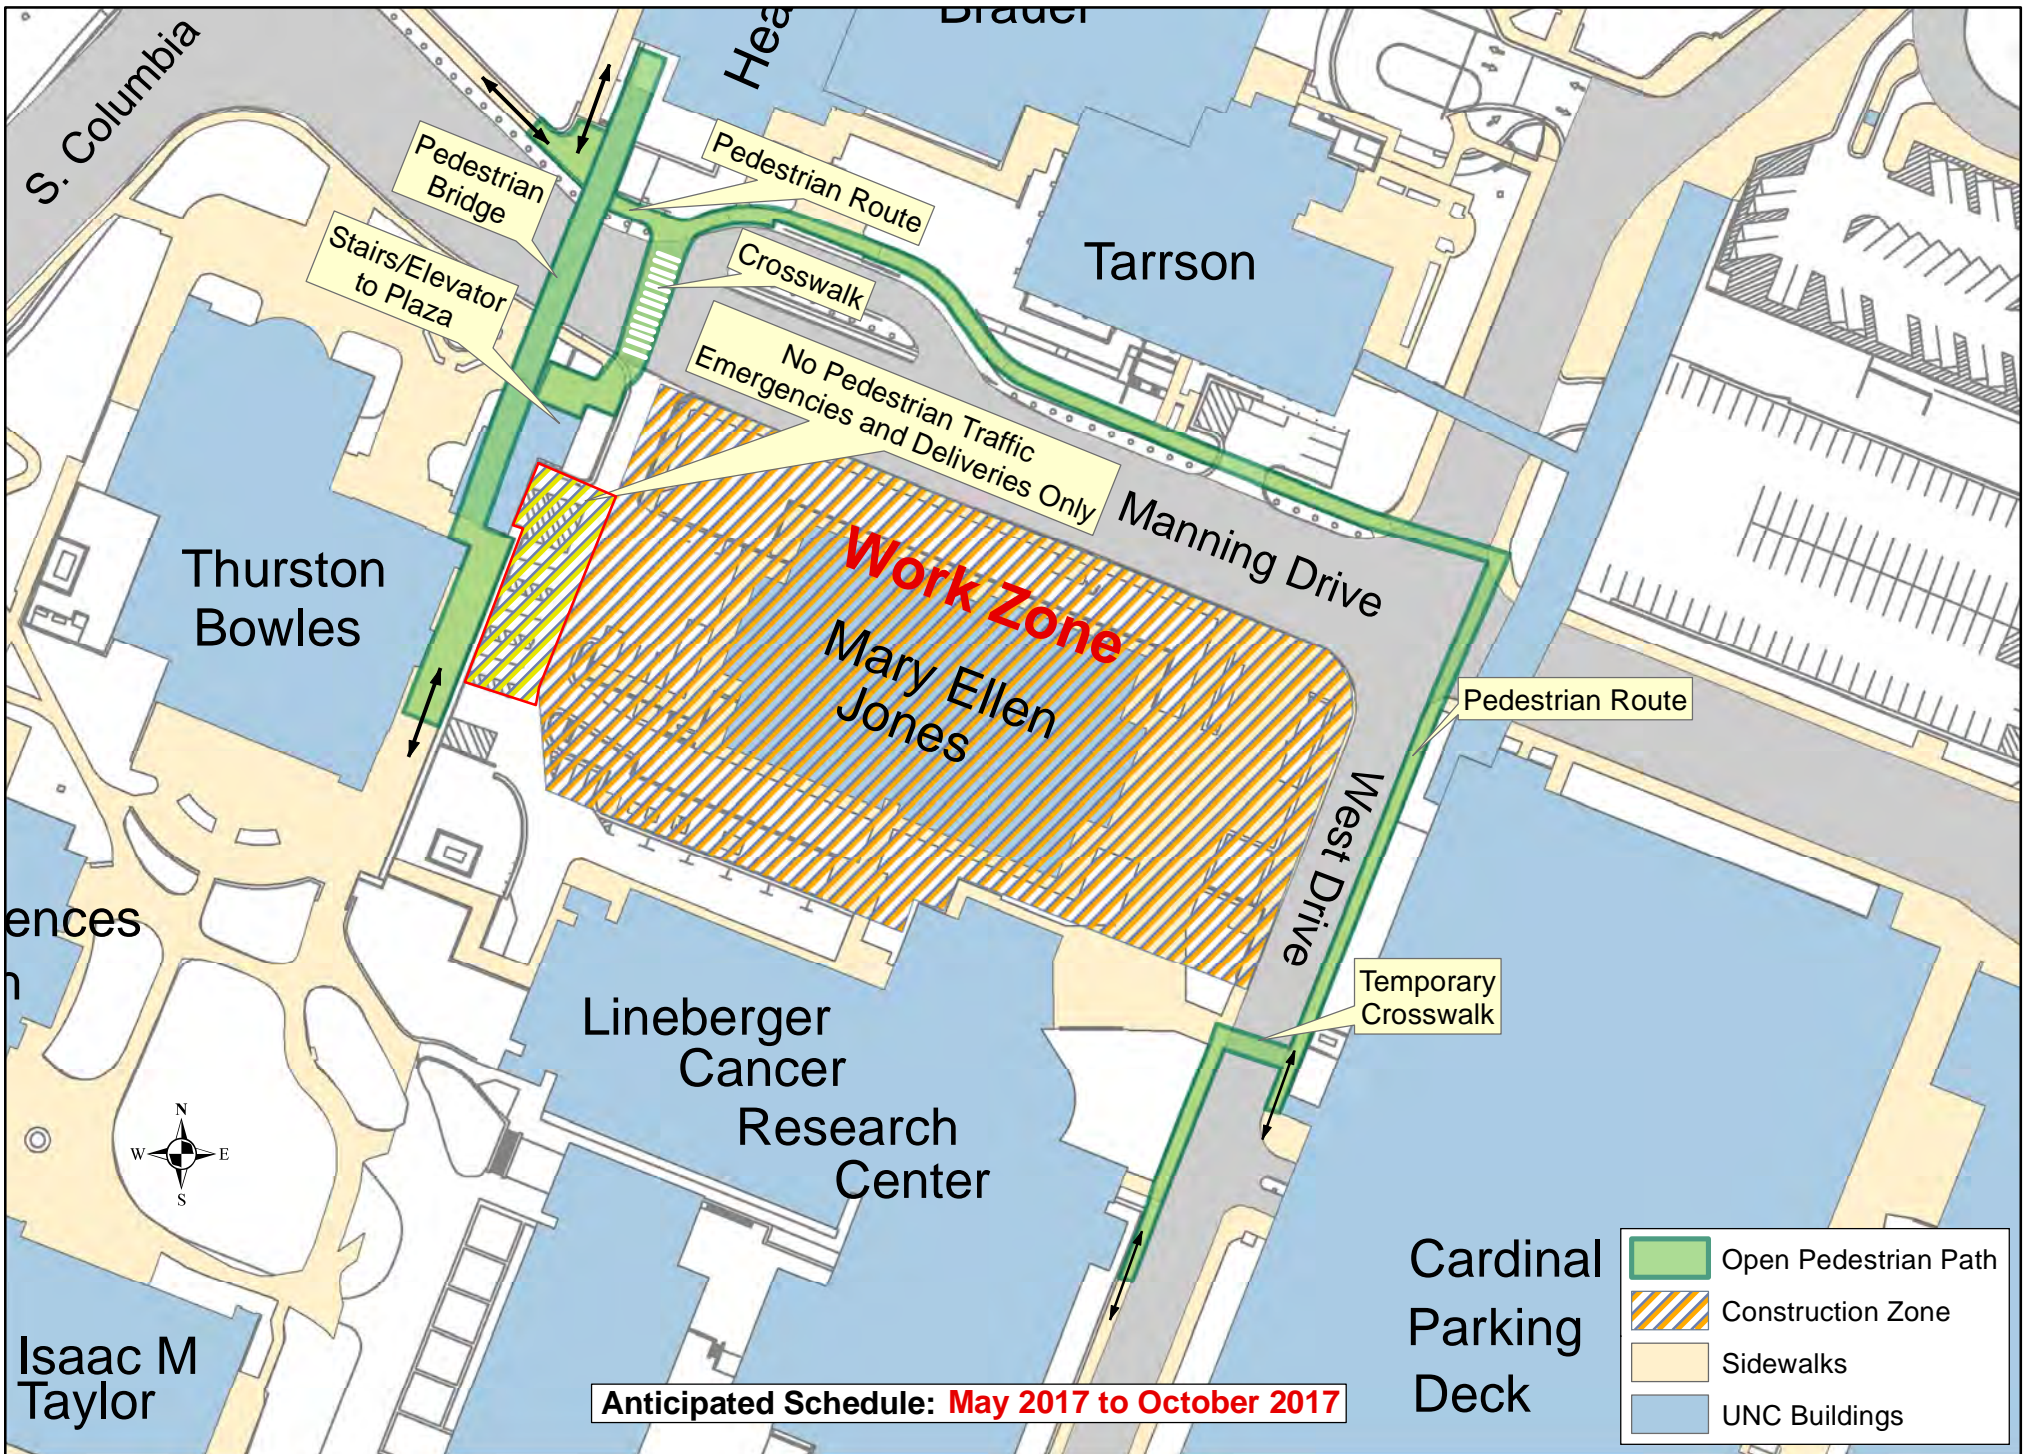 Brauer
S. Columbia
Pedestrian
Bridge
Pedestrian Route
Stairs/Elevator
to Plaza
Crosswalk
Tarrson
No Pedestrian Traffic
Emergencies and Deliveries Only
Manning Drive
Work Zone
Thurston
Bowles
Mary Ellen
Jones
Pedestrian Route
West Drive
ences
Temporary
Crosswalk
Lineberger
Cancer
Research
Center
N
W
E
S
Isaac M
Taylor
Cardinal
Parking
Deck
Anticipated Schedule: May 2017 to October 2017
Open Pedestrian Path
Construction Zone
Sidewalks
UNC Buildings